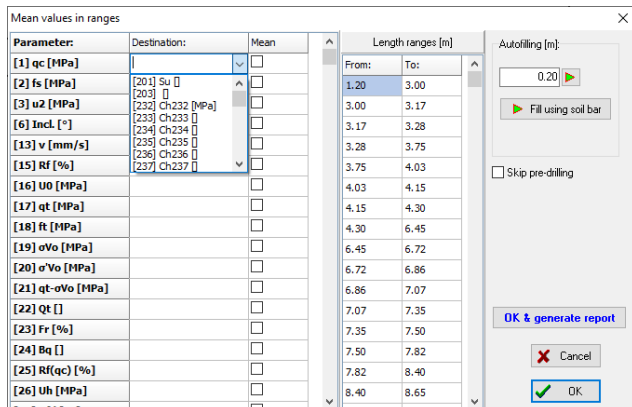 Mean values in ranges
Parameter: Destination: Mean
[1] qc [MPa]
[2] fs [MPa]
[3] u2 [MPa]
[6] Incl. [°]
[13] v [mm/s]
[15] Rf [%]
[16] U0 [MPa]
[17] qt [MPa]
[18] ft [MPa]
[19] σVo [MPa]
[20] σ'Vo [MPa]
[21] qt-σVo [MPa]
[22] Qt []
[23] Fr [%]
[24] Bq []
[25] Rf(qc) [%]
[26] Uh [MPa]
[201] Su []
[203] []
[232] Ch232 [MPa]
[233] Ch233 []
[234] Ch234 []
[235] Ch235 []
[236] Ch236 []
[237] Ch237 []
Length ranges [m]
From: To:
1.20 3.00
3.00 3.17
3.17 3.28
3.28 3.75
3.75 4.03
4.03 4.15
4.15 4.30
4.30 6.45
6.45 6.72
6.72 6.86
6.86 7.07
7.07 7.35
7.35 7.50
7.50 7.82
7.82 8.40
8.40 8.65
Autofilling [m]:
0.20
Fill using soil bar
Skip pre-drilling
OK & generate report
Cancel
OK